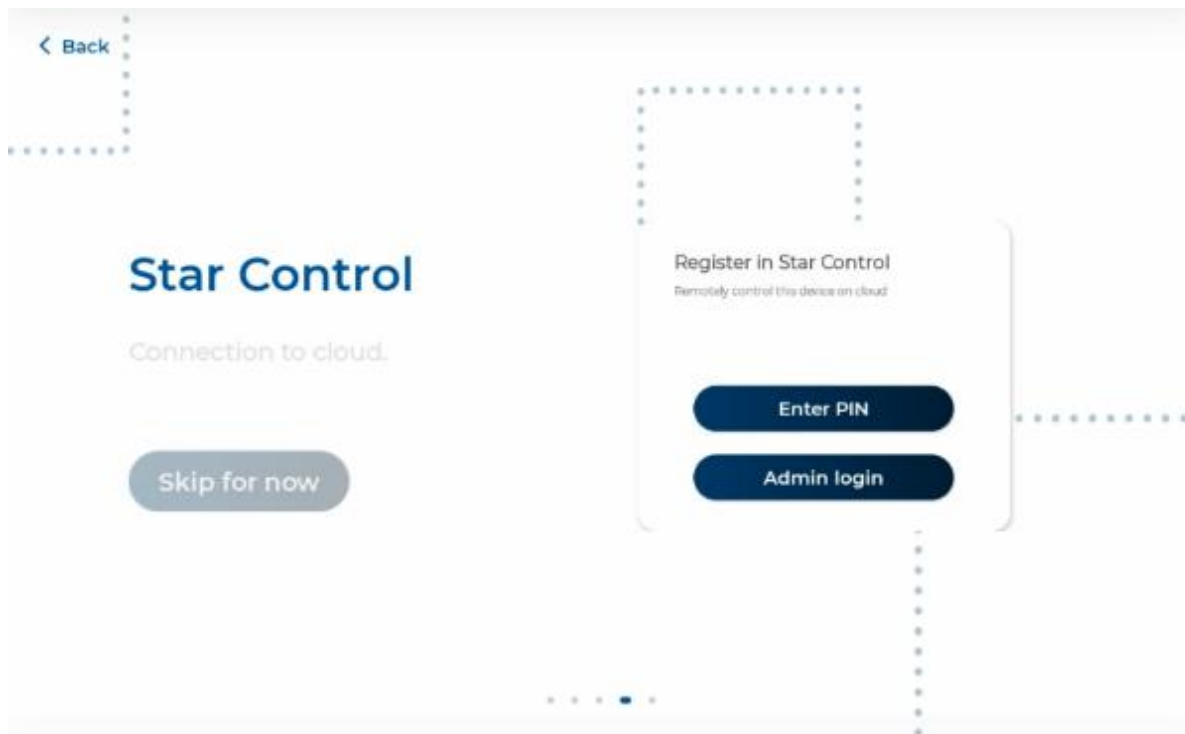 Back
Star Control
Connection to cloud.
Skip for now
Register in Star Control
Remotely control this device on cloud
Enter PIN
Admin login